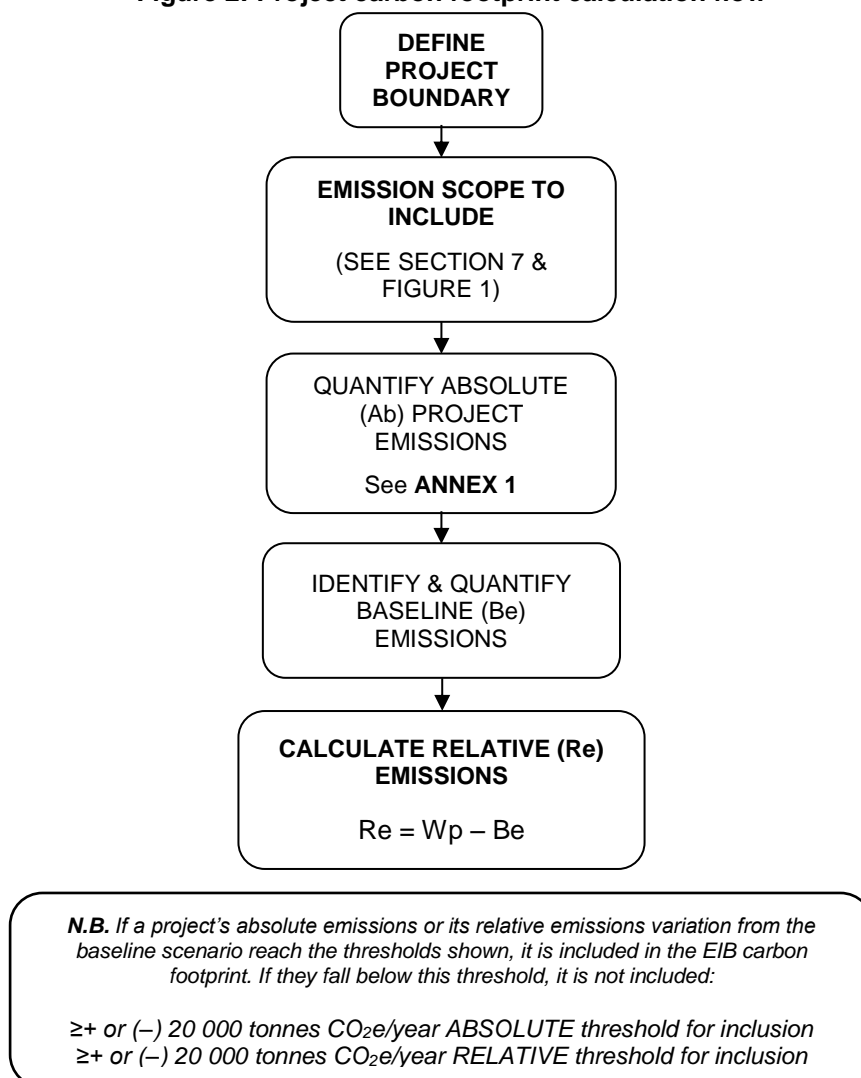 Figure 2: Project carbon footprint calculation flow
DEFINE
PROJECT
BOUNDARY
EMISSION SCOPE TO
INCLUDE
(SEE SECTION 7 &
FIGURE 1)
QUANTIFY ABSOLUTE
(Ab) PROJECT
EMISSIONS
See ANNEX 1
IDENTIFY & QUANTIFY
BASELINE (Be)
EMISSIONS
CALCULATE RELATIVE (Re)
EMISSIONS
Re = Wp – Be
N.B. If a project's absolute emissions or its relative emissions variation from the
baseline scenario reach the thresholds shown, it is included in the EIB carbon
footprint. If they fall below this threshold, it is not included:
≥+ or (–) 20 000 tonnes CO2e/year ABSOLUTE threshold for inclusion
≥+ or (–) 20 000 tonnes CO2e/year RELATIVE threshold for inclusion